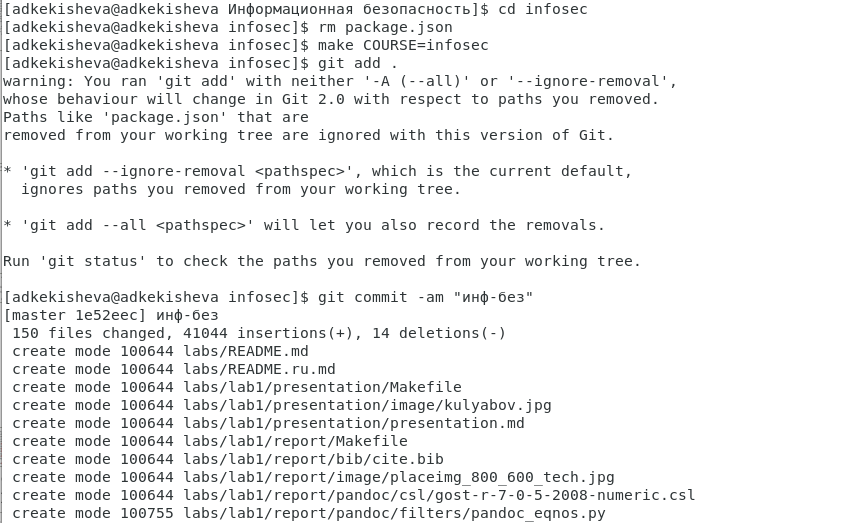 [adkekisheva@adkekisheva Информационная безопасность]$ cd infosec
[adkekisheva@adkekisheva infosec]$ rm package.json
[adkekisheva@adkekisheva infosec]$ make COURSE=infosec
[adkekisheva@adkekisheva infosec]$ git add .
warning: You ran 'git add' with neither '-A (--all)' or '--ignore-removal',
whose behaviour will change in Git 2.0 with respect to paths you removed.
Paths like 'package.json' that are
removed from your working tree are ignored with this version of Git.

* 'git add --ignore-removal <pathspec>', which is the current default,
  ignores paths you removed from your working tree.

* 'git add --all <pathspec>' will let you also record the removals.

Run 'git status' to check the paths you removed from your working tree.

[adkekisheva@adkekisheva infosec]$ git commit -am "инф-без"
[master 1e52eec] инф-без
 150 files changed, 41044 insertions(+), 14 deletions(-)
 create mode 100644 labs/README.md
 create mode 100644 labs/README.ru.md
 create mode 100644 labs/lab1/presentation/Makefile
 create mode 100644 labs/lab1/presentation/image/kulyabov.jpg
 create mode 100644 labs/lab1/presentation/presentation.md
 create mode 100644 labs/lab1/report/Makefile
 create mode 100644 labs/lab1/report/bib/cite.bib
 create mode 100644 labs/lab1/report/image/placeimg_800_600_tech.jpg
 create mode 100644 labs/lab1/report/pandoc/csl/gost-r-7-0-5-2008-numeric.csl
 create mode 100755 labs/lab1/report/pandoc/filters/pandoc_eqnos.py